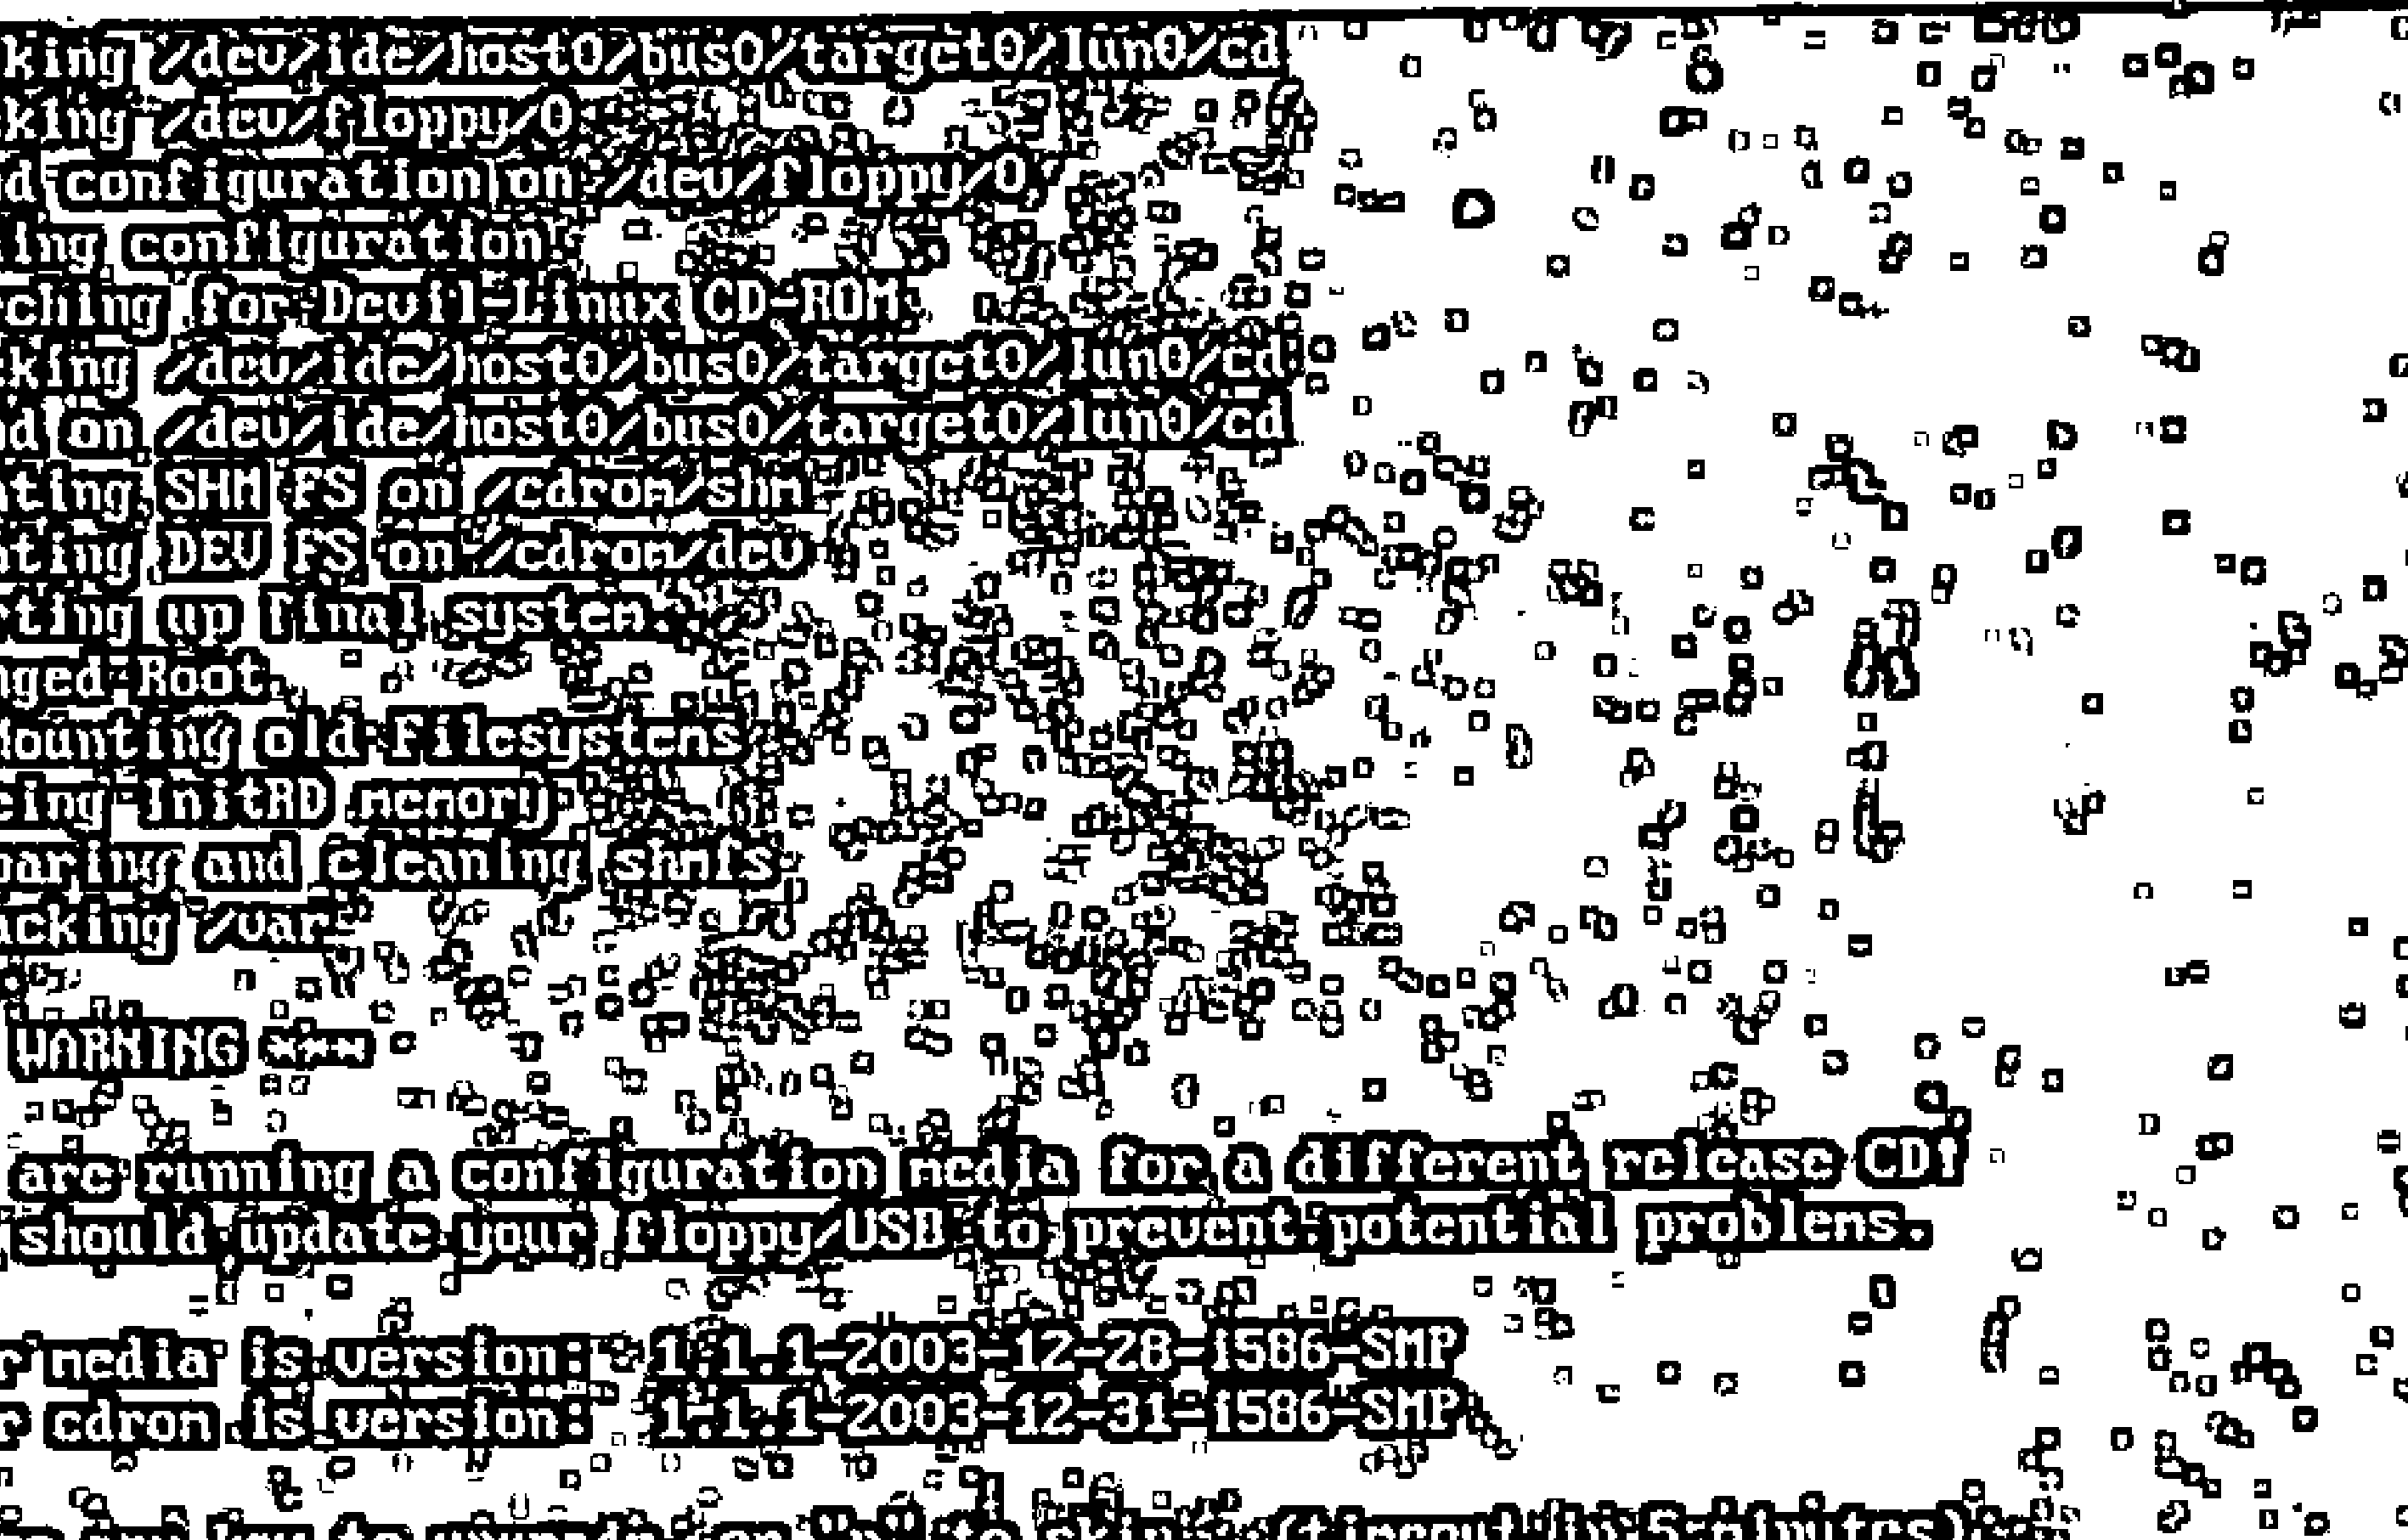 king /dev/ide/host0/bus0/target0/lun0/cd
king /dev/floppy/0
d configuration on /dev/floppy/0
ing configuration
ching for Devil-Linux CD-ROM
king /dev/ide/host0/bus0/target0/lun0/cd
d on /dev/ide/host0/bus0/target0/lun0/cd
ting SHM FS on /cdrom/shm
ting DEV FS on /cdrom/dev
ting up final system
nged Root
mounting old filesystems
cing InitRD memory
paring and cleaning shmfs
acking /var
WARNING ***
are running a configuration media for a different release CD!
should update your floppy/USB to prevent potential problems.
r media is version: 1.1.1-2003-12-28-i586-SMP
r cdrom is version: 1.1.1-2003-12-31-i586-SMP